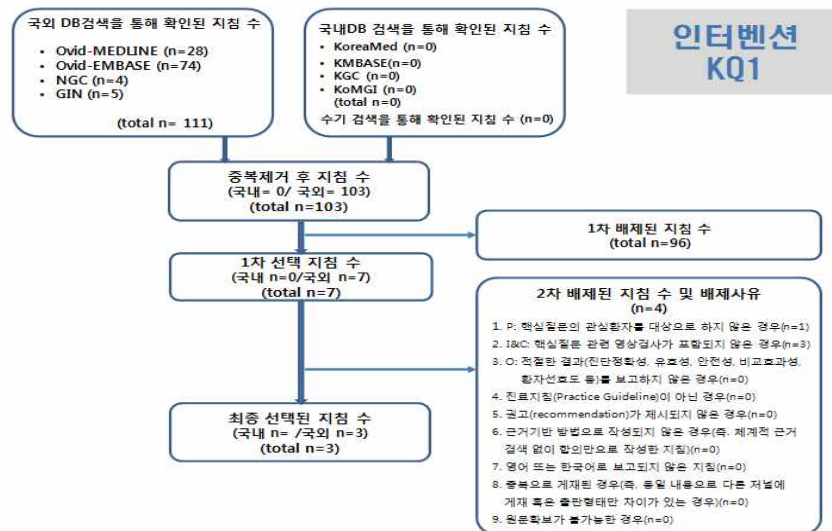 국외 DB검색을 통해 확인된 지침 수
• Ovid-MEDLINE (n=28)
• Ovid-EMBASE (n=74)
• NGC (n=4)
• GIN (n=5)
(total n= 111)
국내DB 검색을 통해 확인된 지침 수
• KoreaMed (n=0)
• KMBASE(n=0)
• KGC (n=0)
• KoMGI (n=0)
(total n=0)
수기 검색을 통해 확인된 지침 수 (n=0)
인터벤션
KQ1
중복제거 후 지침 수
(국내= 0/ 국외= 103)
(total n=103)
1차 배제된 지침 수
(total n=96)
1차 선택 지침 수
(국내 n=0/국외 n=7)
(total n=7)
2차 배제된 지침 수 및 배제사유
(n=4)
1. P: 핵심질문의 관심환자를 대상으로 하지 않은 경우(n=1)
2. I&C: 핵심질문 관련 영상검사가 포함되지 않은 경우(n=3)
3. O: 적절한 결과(진단정확성, 유효성, 안전성, 비교효과성,
환자선호도 등)를 보고하지 않은 경우(n=0)
4. 진료지침(Practice Guideline)이 아닌 경우(n=0)
5. 권고(recommendation)가 제시되지 않은 경우(n=0)
6. 근거기반 방법으로 작성되지 않은 경우(즉, 체계적 근거
검색 없이 합의만으로 작성한 지침)(n=0)
7. 영어 또는 한국어로 보고되지 않은 지침(n=0)
8. 중복으로 게재된 경우(즉, 동일 내용으로 다른 저널에
게재 혹은 출판형태만 차이가 있는 경우)(n=0)
9. 원문확보가 불가능한 경우(n=0)
최종 선택된 지침 수
(국내 n= /국외 n=3)
(total n=3)